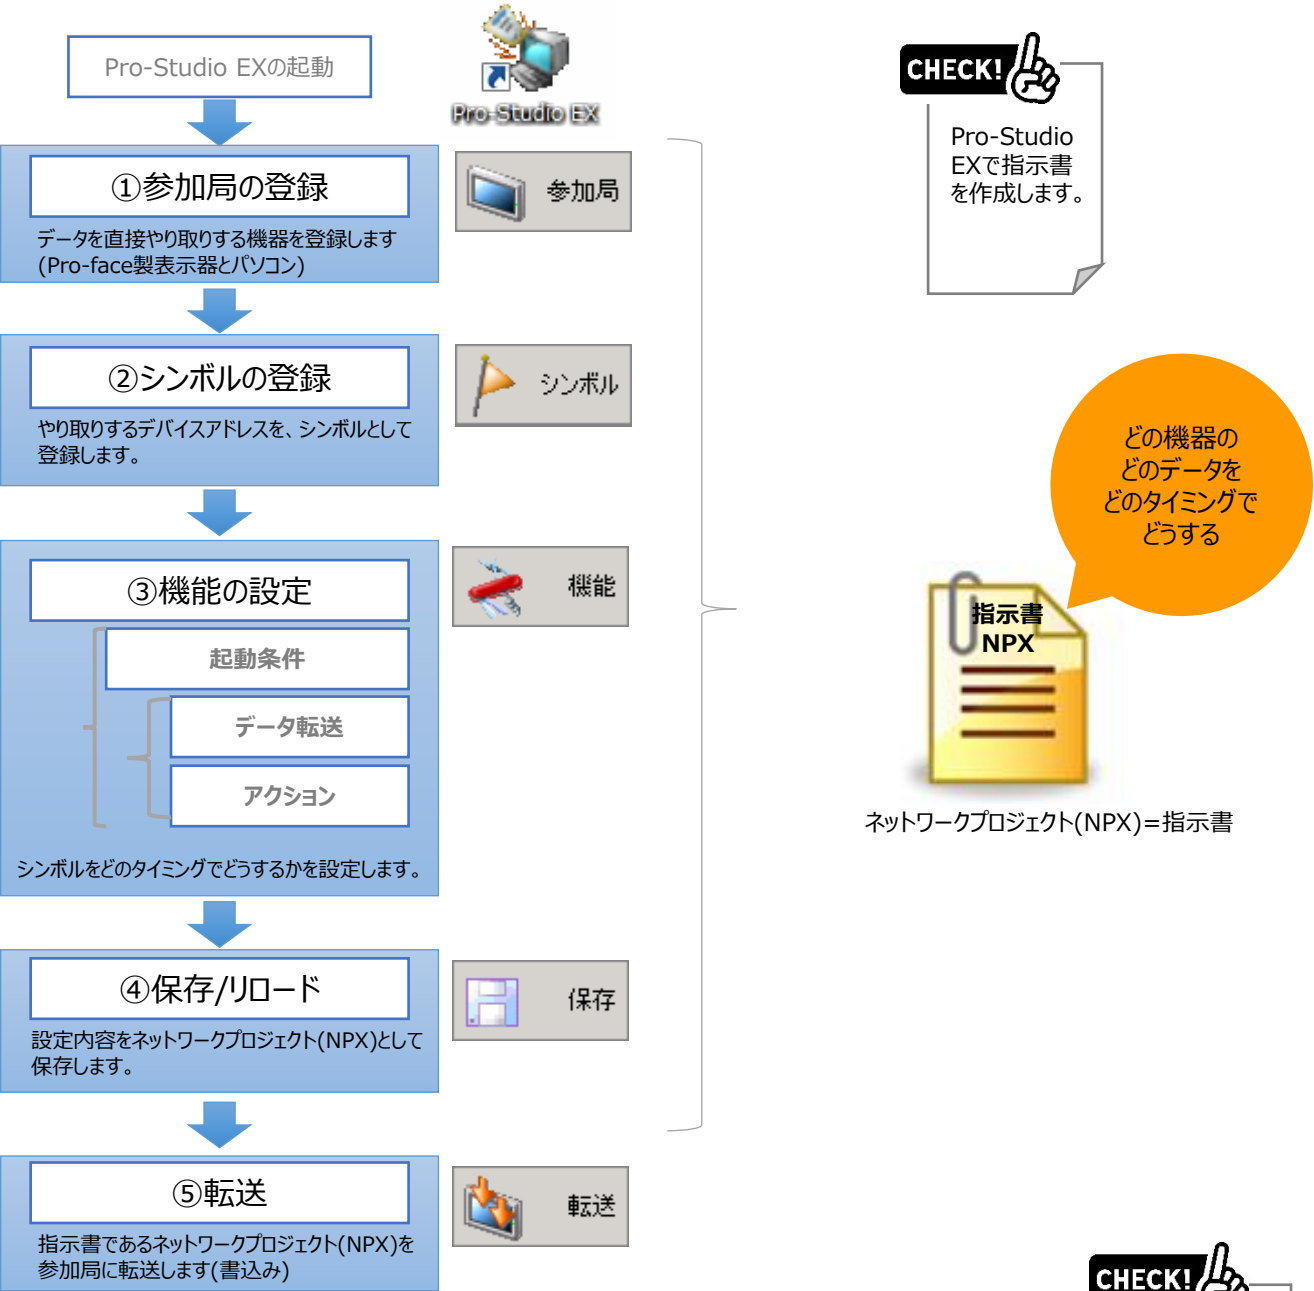 Pro-Studio EXの起動
Pro-Studio EX
①参加局の登録
データを直接やり取りする機器を登録します
(Pro-face製表示器とパソコン)
参加局
②シンボルの登録
やり取りするデバイスアドレスを、シンボルとして
登録します。
シンボル
③機能の設定
起動条件
データ転送
アクション
シンボルをどのタイミングでどうするかを設定します。
機能
④保存/リロード
設定内容をネットワークプロジェクト(NPX)として
保存します。
保存
⑤転送
指示書であるネットワークプロジェクト(NPX)を
参加局に転送します(書込み)
転送
CHECK!
Pro-Studio
EXで指示書
を作成します。
どの機器の
どのデータを
どのタイミングで
どうする
指示書
NPX
ネットワークプロジェクト(NPX)=指示書
CHECK!